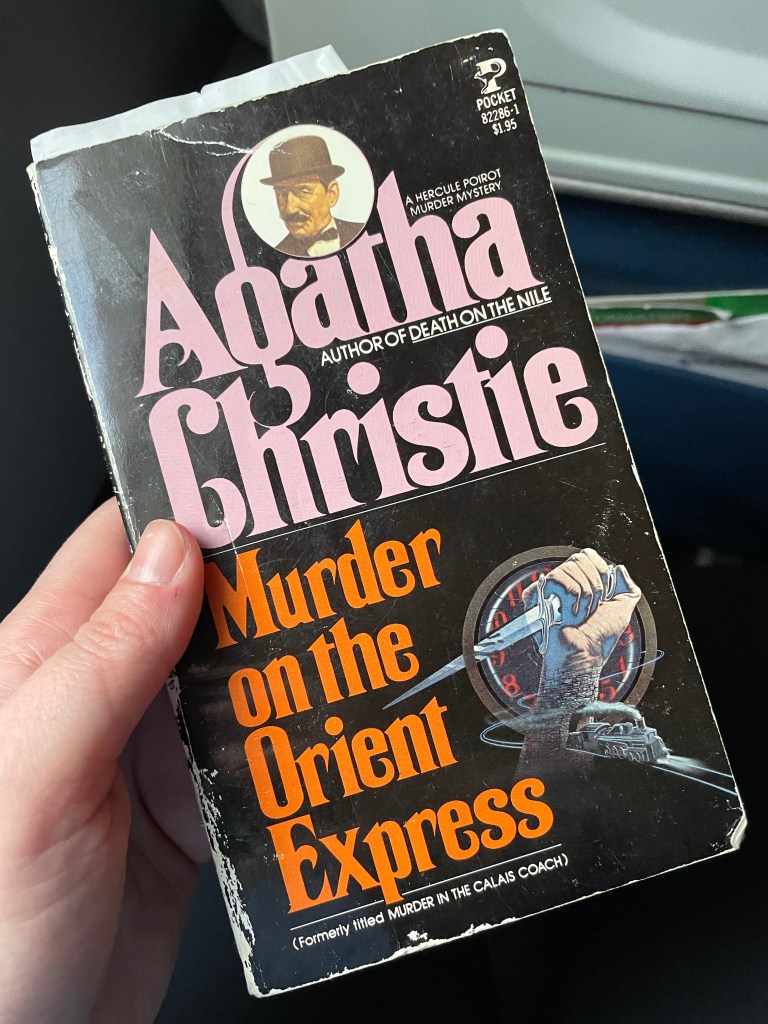 P
POCKET
82286-1
$1.95
A HERCULE POIROT
MURDER MYSTERY
Agatha
AUTHOR OF DEATH ON THE NILE
Christie
Murder
on the
Orient
Express
(Formerly titled MURDER IN THE CALAIS COACH)